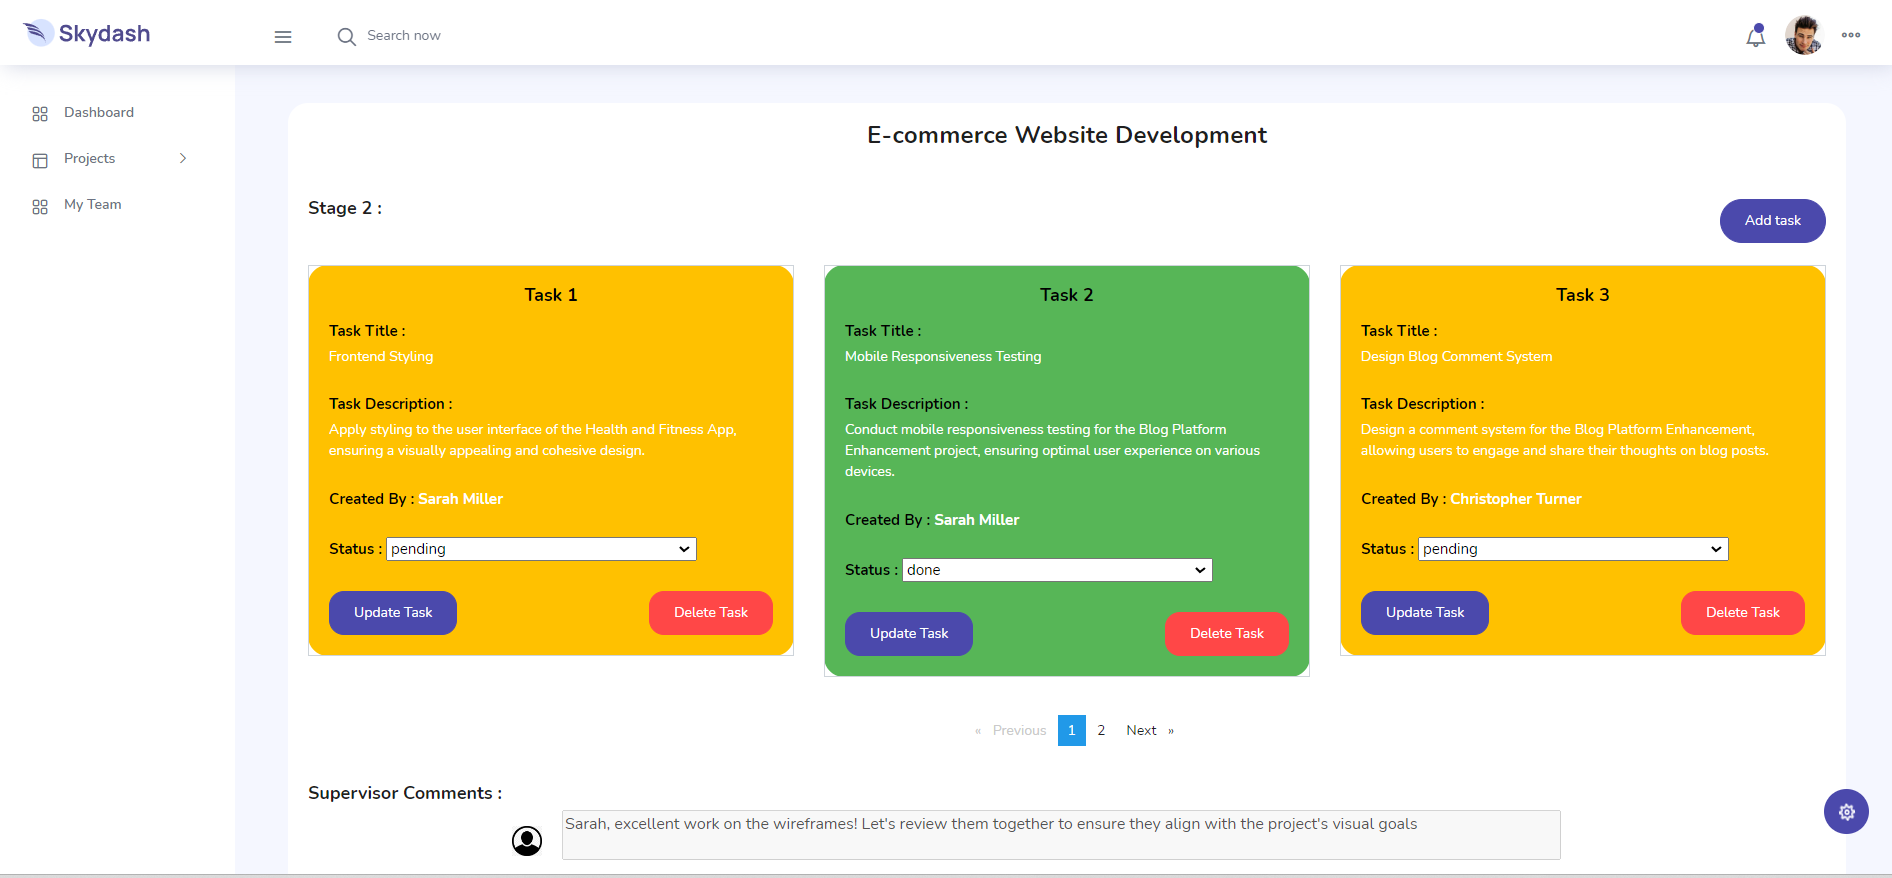 Skydash
Search now
Dashboard
Projects
My Team
E-commerce Website Development
Stage 2 :
Add task
Task 1
Task Title :
Frontend Styling
Task Description :
Apply styling to the user interface of the Health and Fitness App,
ensuring a visually appealing and cohesive design.
Created By : Sarah Miller
Status : pending
Update Task
Delete Task
Task 2
Task Title :
Mobile Responsiveness Testing
Task Description :
Conduct mobile responsiveness testing for the Blog Platform
Enhancement project, ensuring optimal user experience on various
devices.
Created By : Sarah Miller
Status : done
Update Task
Delete Task
Task 3
Task Title :
Design Blog Comment System
Task Description :
Design a comment system for the Blog Platform Enhancement,
allowing users to engage and share their thoughts on blog posts.
Created By : Christopher Turner
Status : pending
Update Task
Delete Task
« Previous 1 2 Next »
Supervisor Comments :
Sarah, excellent work on the wireframes! Let's review them together to ensure they align with the project's visual goals